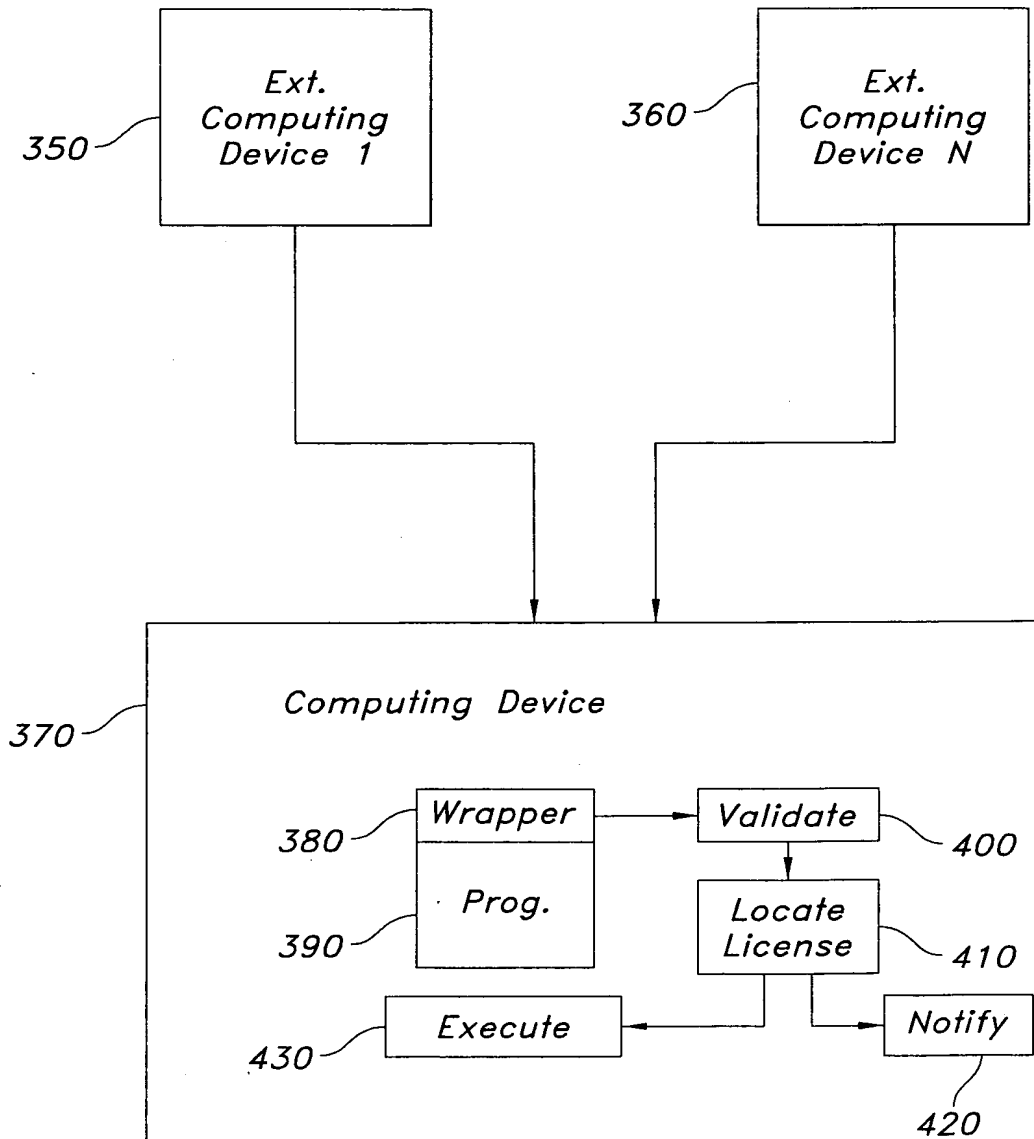 Ext.
Computing
Device 1
350
Ext.
Computing
Device N
360
Computing Device
370
Wrapper
380
Validate
400
Prog.
390
Locate
License
410
Execute
430
Notify
420